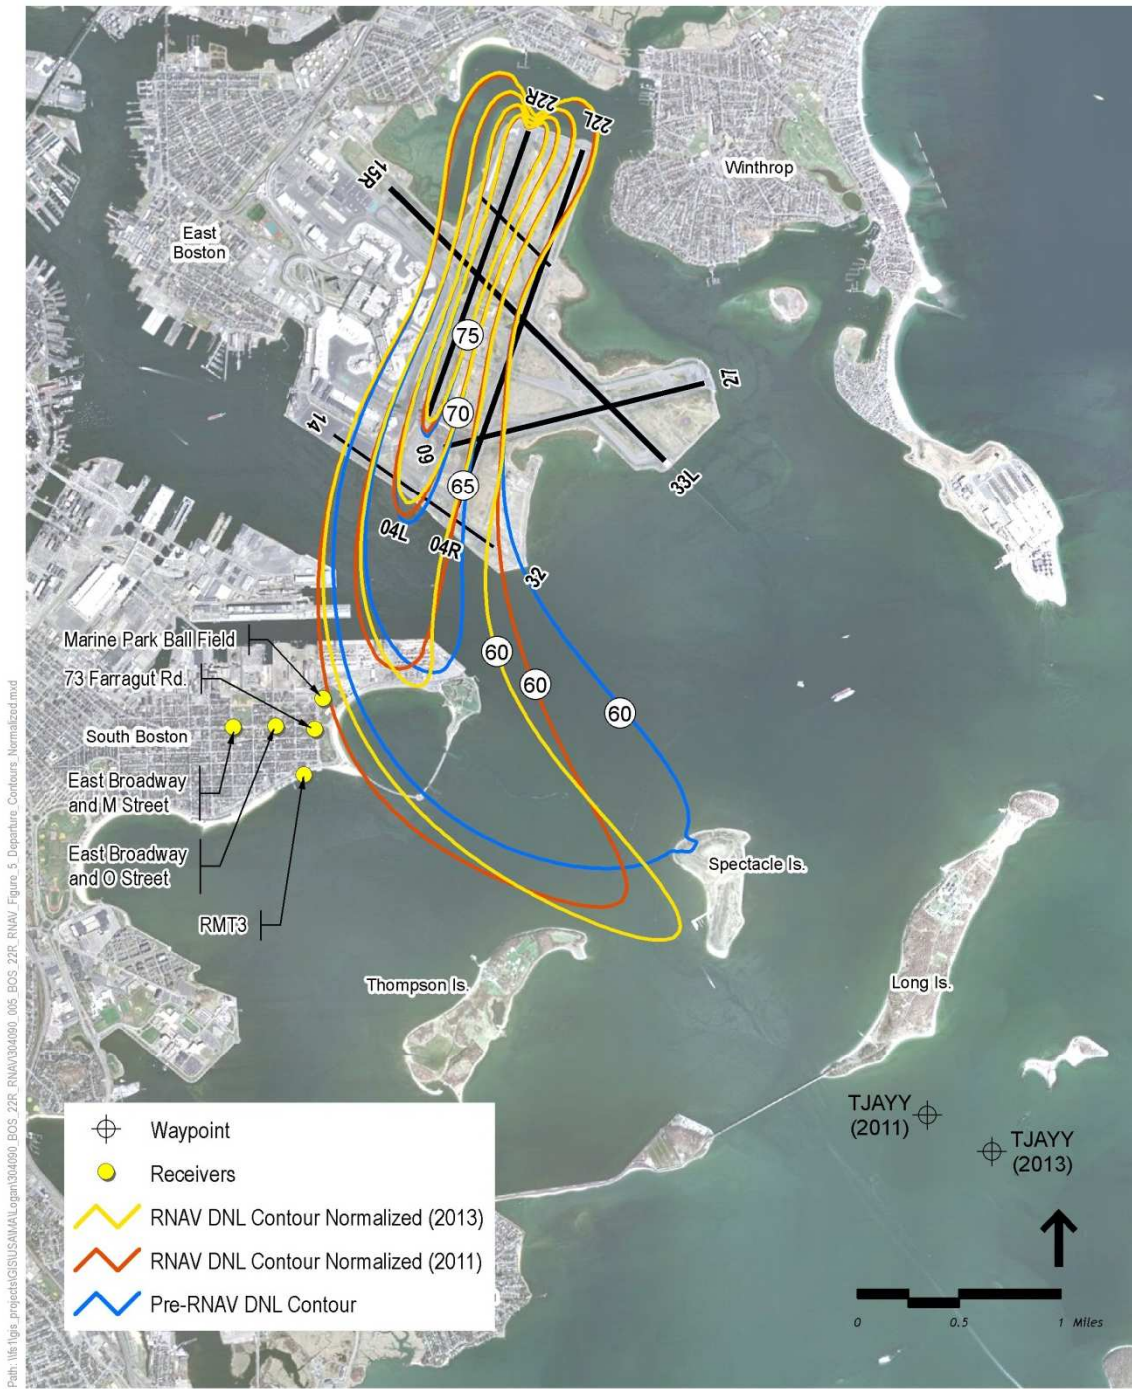 22R
22L
15R
Winthrop
East
Boston
75
27
70
14
09
33L
65
04L
04R
32
Marine Park Ball Field
60
73 Farragut Rd.
60
60
South Boston
East Broadway
and M Street
East Broadway
and O Street
Spectacle Is.
RMT3
Thompson Is.
Long Is.
TJAYY
(2011)
TJAYY
(2013)
Waypoint
Receivers
RNAV DNL Contour Normalized (2013)
RNAV DNL Contour Normalized (2011)
Pre-RNAV DNL Contour
0 0.5 1 Miles